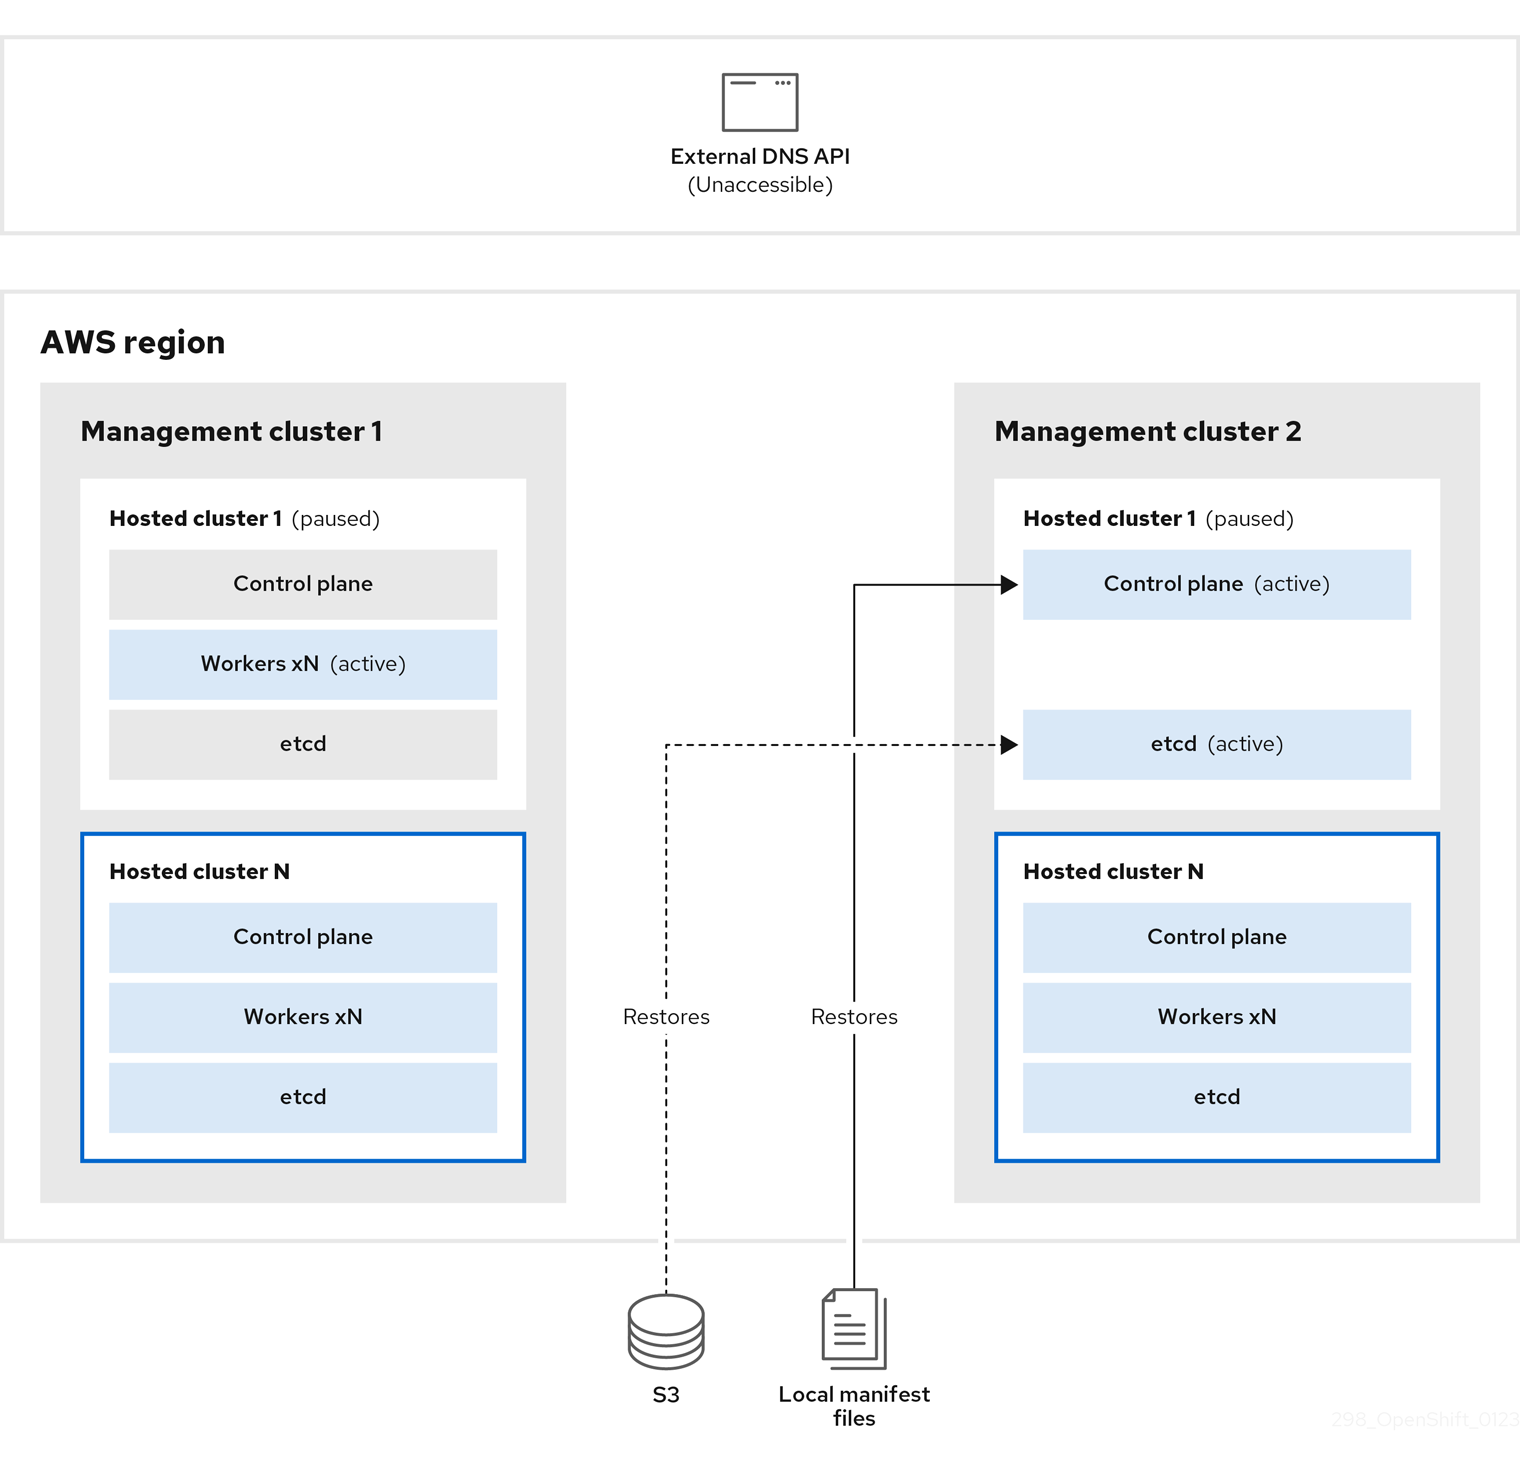 External DNS API
(Unaccessible)
AWS region
Management cluster 1
Hosted cluster 1 (paused)
Control plane
Workers xN (active)
etcd
Hosted cluster N
Control plane
Workers xN
etcd
Management cluster 2
Hosted cluster 1 (paused)
Control plane (active)
etcd (active)
Hosted cluster N
Control plane
Workers xN
etcd
Restores
Restores
S3
Local manifest
files
298_OpenShift_0123